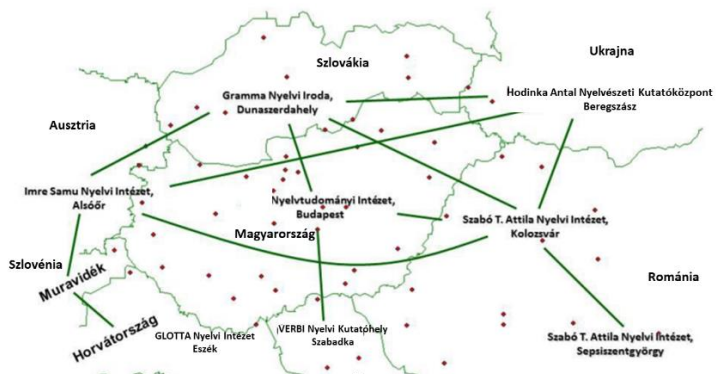 Ukrajna
Szlovákia
Gramma Nyelvi Iroda,
Dunaszerdahely
Hodinka Antal Nyelvészeti Kutatóközpont
Beregszász
Ausztria
Imre Samu Nyelvi Intézet,
Alsóőr
Nyelvtudományi Intézet,
Budapest
Szabó T. Attila Nyelvi Intézet,
Kolozsvár
Magyarország
Szlovénia
Muravidék
Románia
Horvátország
GLOTTA Nyelvi Intézet
Eszék
VERBI Nyelvi Kutatóhely
Szabadka
Szabó T. Attila Nyelvi Intézet,
Sepsiszentgyörgy